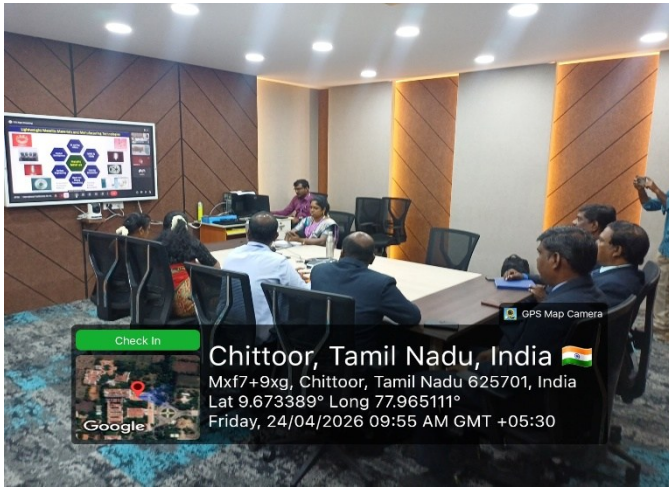 GPS Map Camera
Check In
Google
Chittoor, Tamil Nadu, India
Mxf7+9xg, Chittoor, Tamil Nadu 625701, India
Lat 9.673389° Long 77.965111°
Friday, 24/04/2026 09:55 AM GMT +05:30